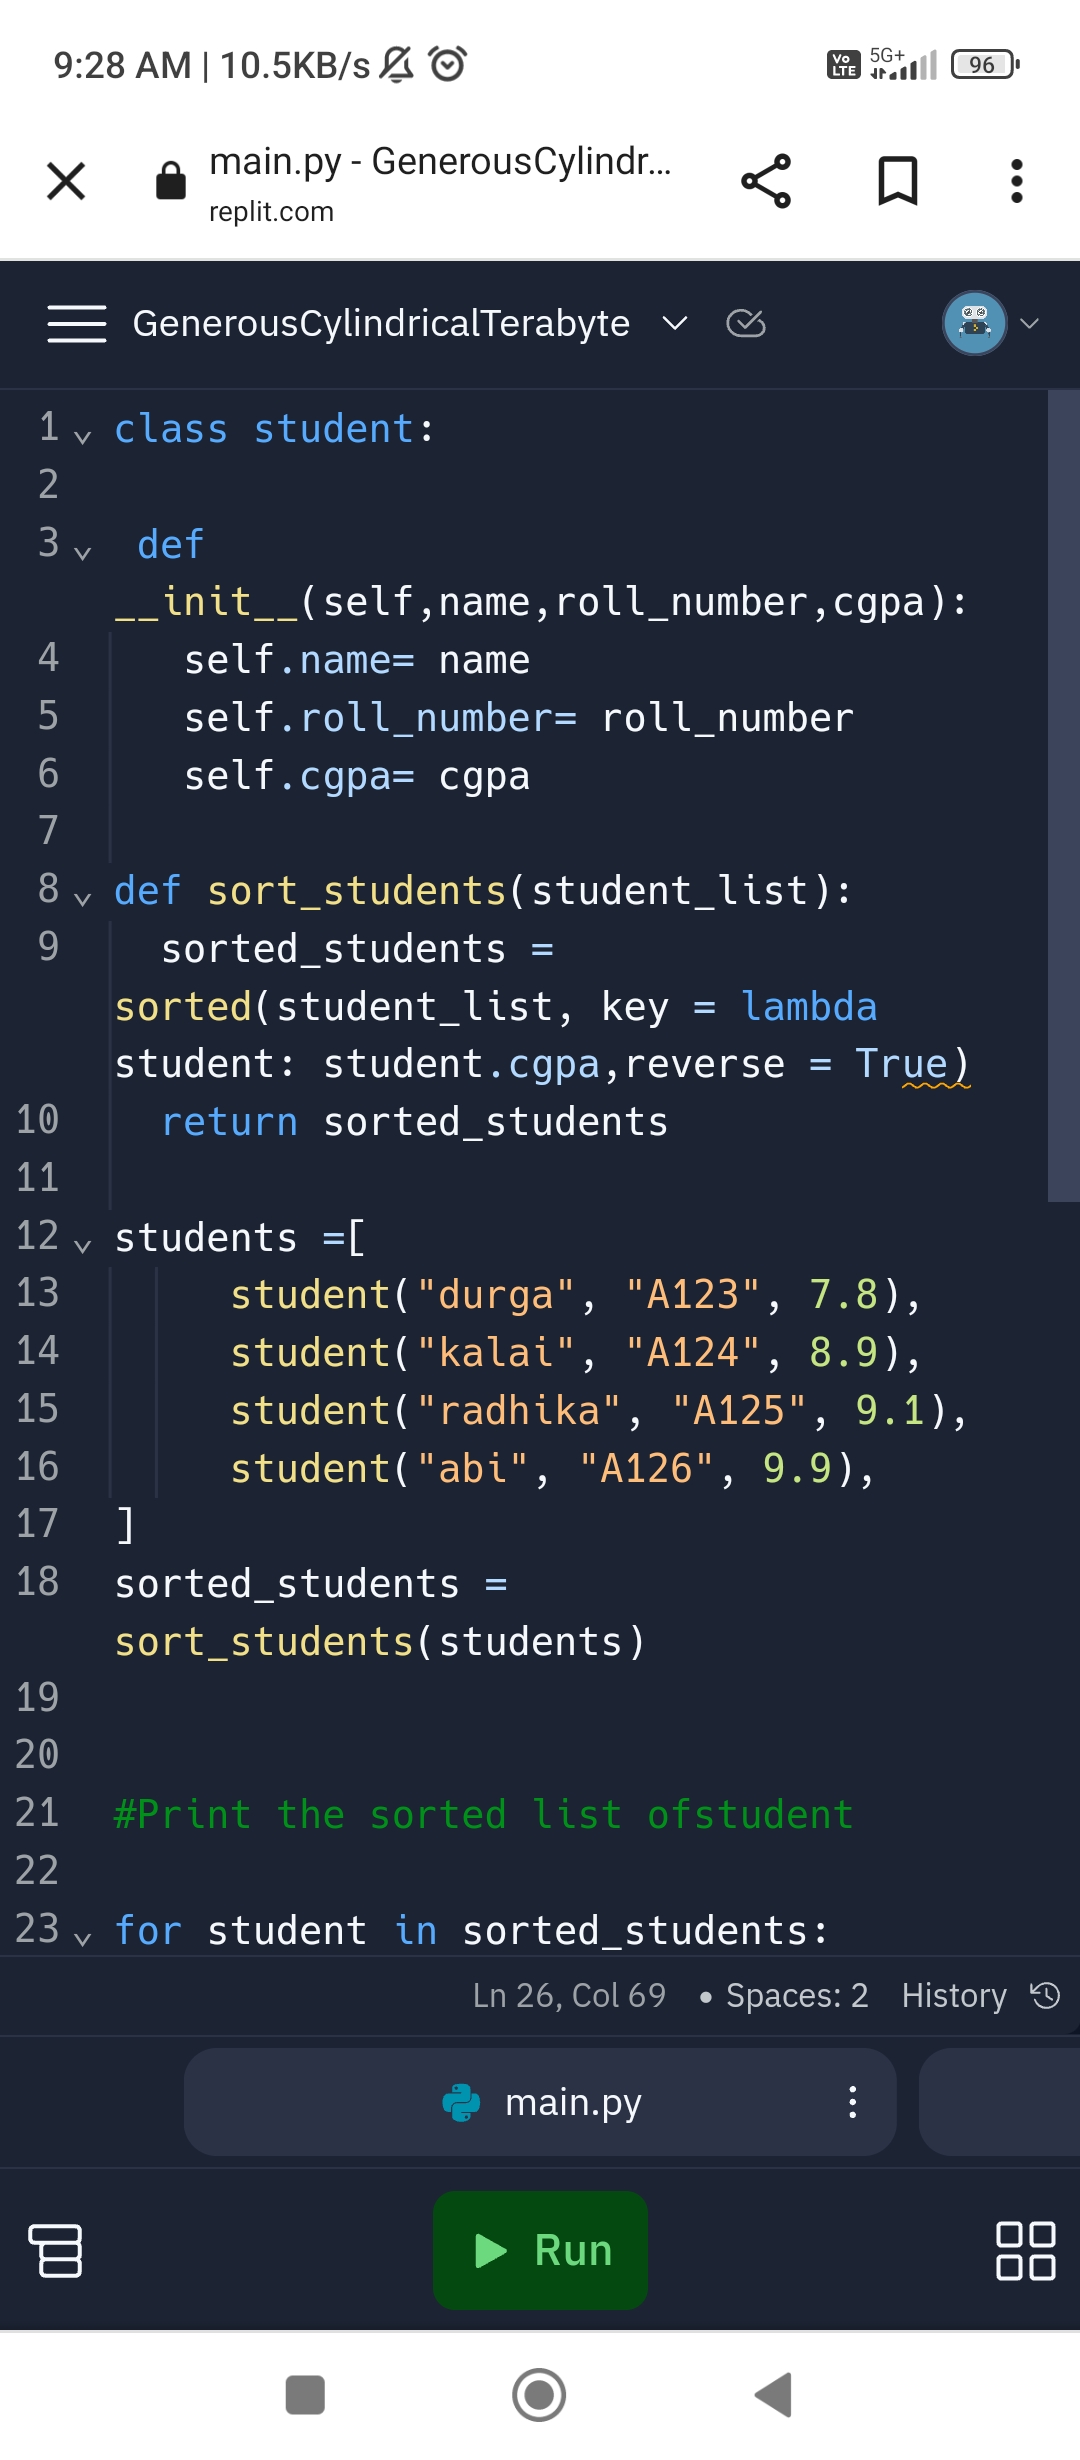 9:28 AM | 10.5KB/s
Vo LTE 5G+ 96
main.py - GenerousCylindr...
replit.com
GenerousCylindricalTerabyte
1 class student:
2
3  def
__init__(self,name,roll_number,cgpa):
4    self.name= name
5    self.roll_number= roll_number
6    self.cgpa= cgpa
7
8 def sort_students(student_list):
9   sorted_students =
sorted(student_list, key = lambda
student: student.cgpa,reverse = True)
10   return sorted_students
11
12 students =[
13      student("durga", "A123", 7.8),
14      student("kalai", "A124", 8.9),
15      student("radhika", "A125", 9.1),
16      student("abi", "A126", 9.9),
17 ]
18 sorted_students =
sort_students(students)
19
20
21 #Print the sorted list ofstudent
22
23 for student in sorted_students:
Ln 26, Col 69 • Spaces: 2 History
main.py
Run